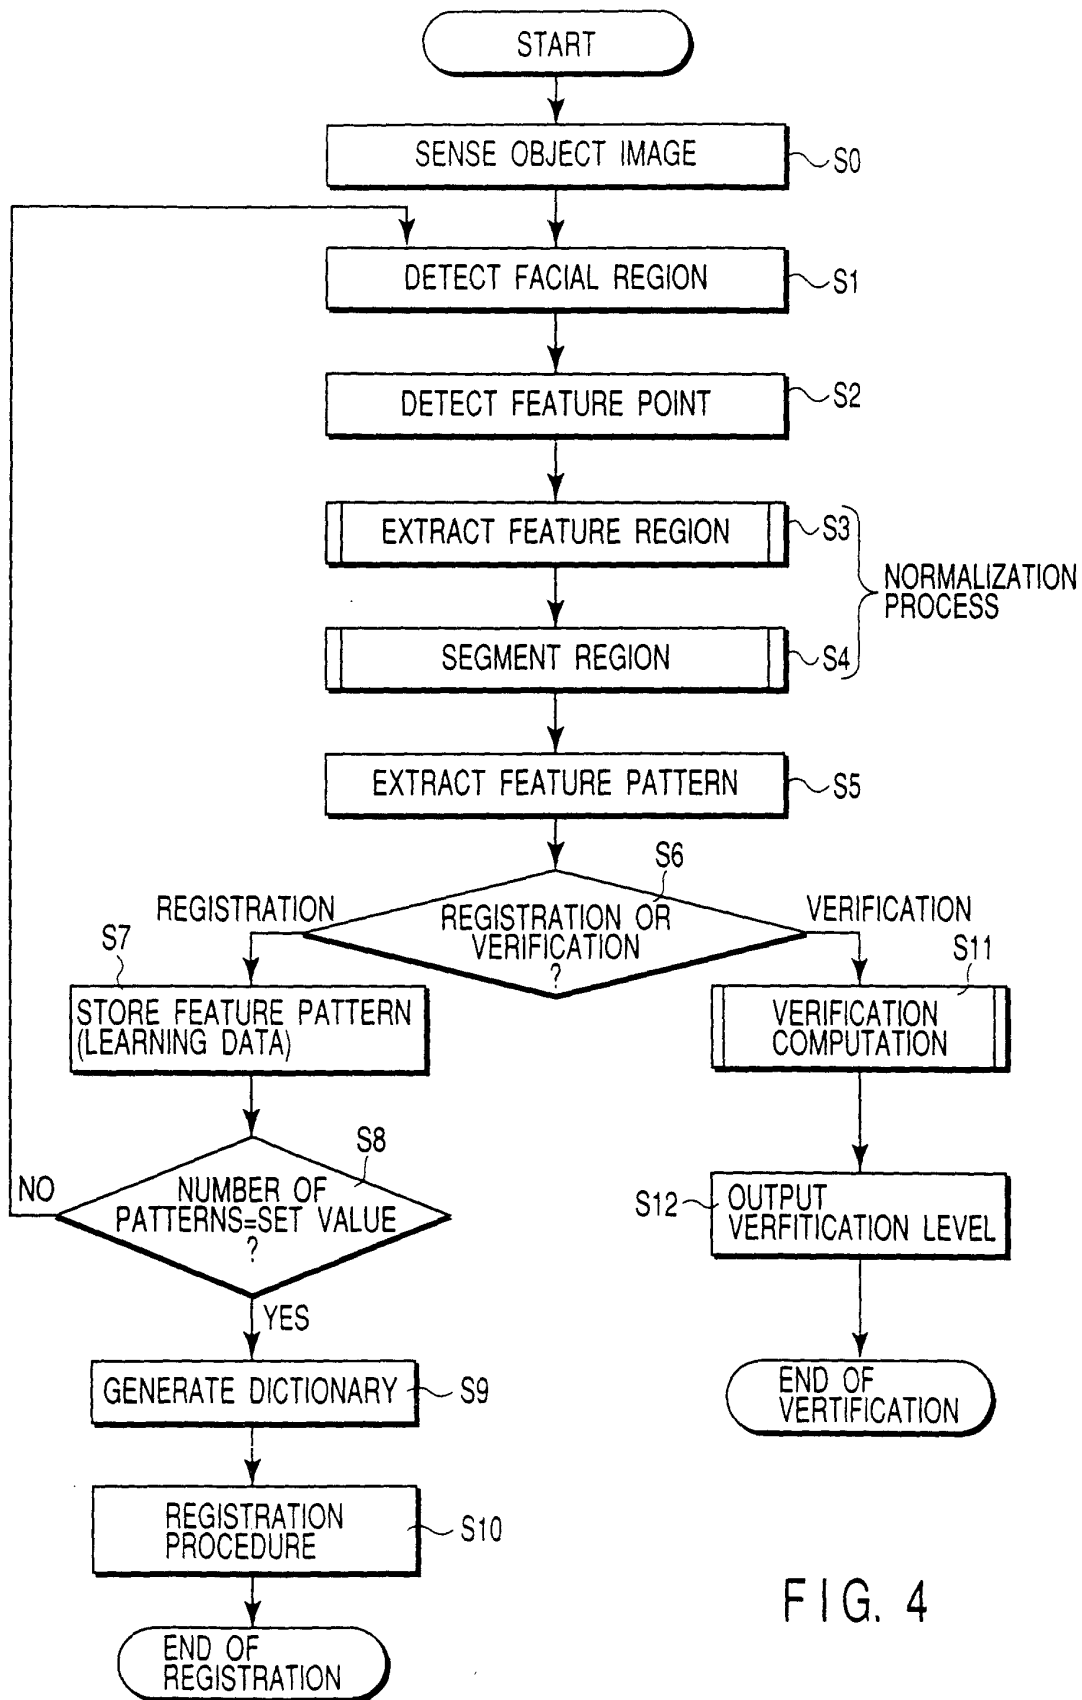 START
SENSE OBJECT IMAGE
S0
DETECT FACIAL REGION
S1
DETECT FEATURE POINT
S2
EXTRACT FEATURE REGION
S3
NORMALIZATION
PROCESS
SEGMENT REGION
S4
EXTRACT FEATURE PATTERN
S5
S6
REGISTRATION
REGISTRATION OR
VERIFICATION
?
VERIFICATION
S7
STORE FEATURE PATTERN
(LEARNING DATA)
S11
VERIFICATION
COMPUTATION
S8
NO
NUMBER OF
PATTERNS=SET VALUE
?
YES
S12
OUTPUT
VERFITICATION LEVEL
GENERATE DICTIONARY
S9
END OF
VERTIFICATION
REGISTRATION
PROCEDURE
S10
END OF
REGISTRATION
FIG. 4